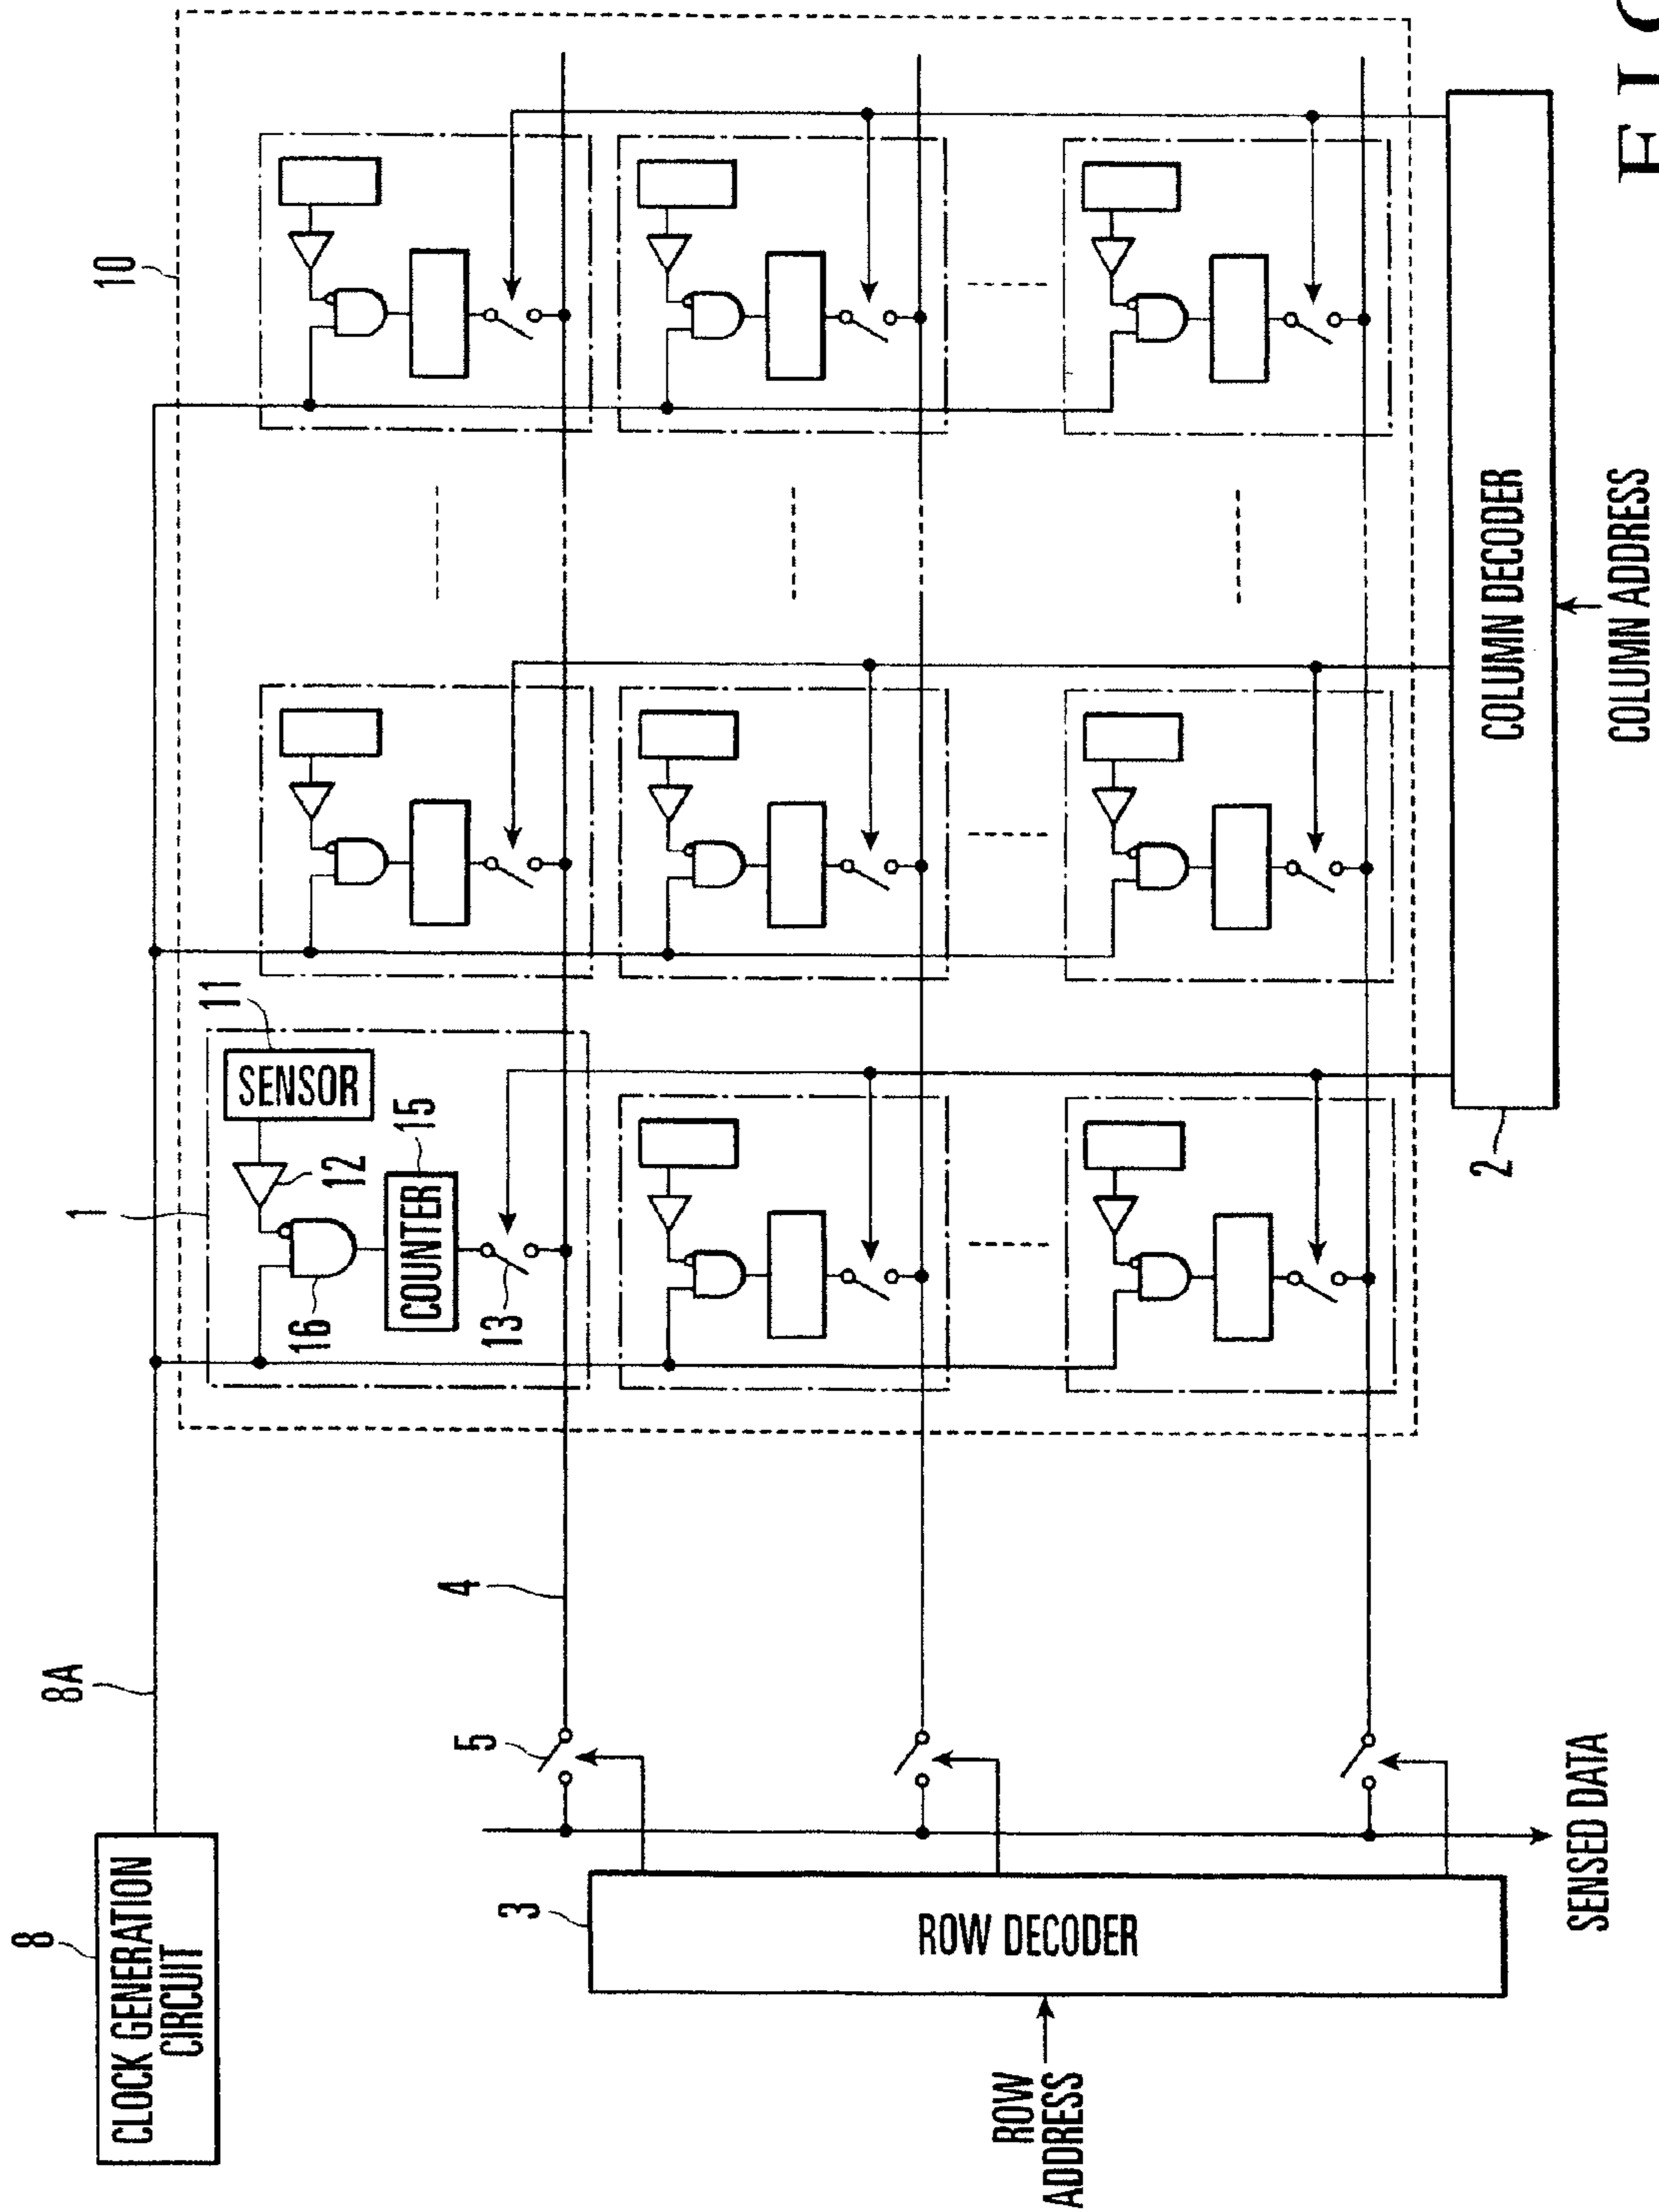 8
CLOCK GENERATION
CIRCUIT
8A
1
10
11
SENSOR
12
16
15
COUNTER
13
4
5
3
ROW DECODER
ROW
ADDRESS
SENSED DATA
2
COLUMN DECODER
COLUMN ADDRESS